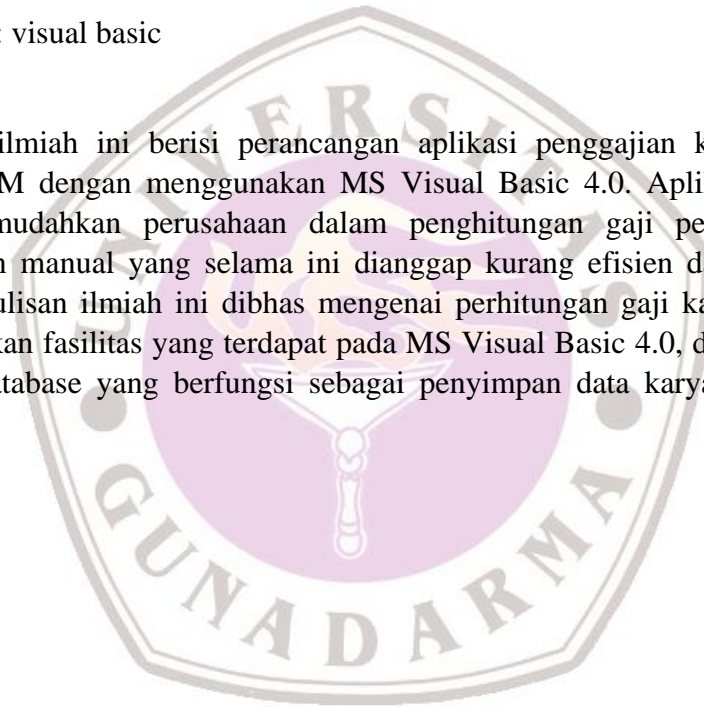 : visual basic
ilmiah ini berisi perancangan aplikasi penggajian k
M dengan menggunakan MS Visual Basic 4.0. Apli
mudahkan perusahaan dalam penghitungan gaji pe
n manual yang selama ini dianggap kurang efisien d
ulisan ilmiah ini dibhas mengenai perhitungan gaji ka
kan fasilitas yang terdapat pada MS Visual Basic 4.0, d
tabase yang berfungsi sebagai penyimpan data karya
UNIVERSITAS
GUNADARMA